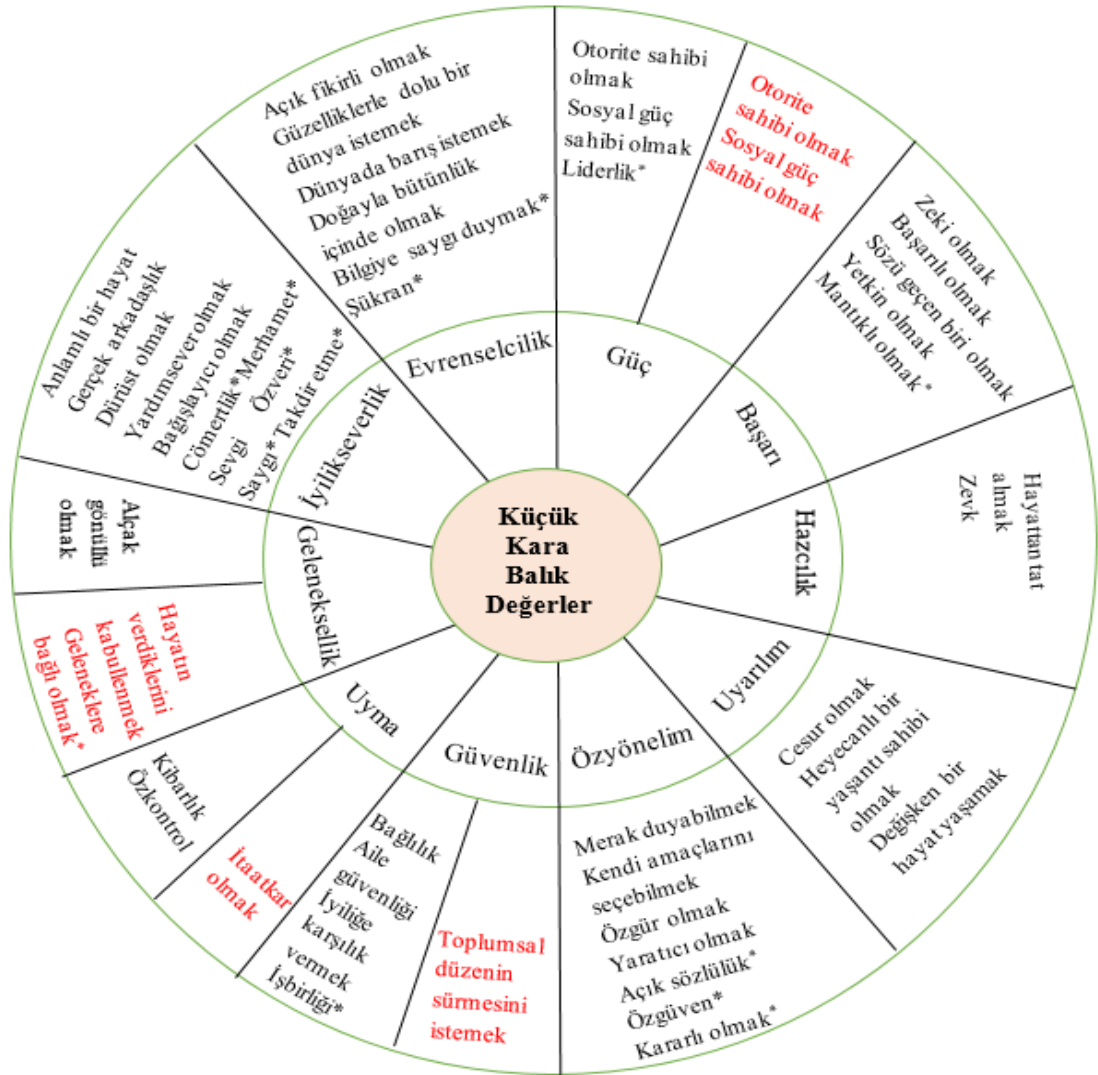 Küçük
Kara
Balık
Değerler
Güç
Otorite sahibi
olmak
Sosyal güç
sahibi olmak
Liderlik*
Otorite
sahibi olmak
Sosyal güç
sahibi olmak
Başarı
Zeki olmak
Başarılı olmak
Sözü geçen biri olmak
Yetkin olmak
Mantıklı olmak*
Hazcılık
Hayattan tat
almak
Zevk
Uyarılım
Cesur olmak
Heyecanlı bir
yaşantı sahibi
olmak
Değişken bir
hayat yaşamak
Özyönelim
Merak duyabilmek
Kendi amaçlarını
seçebilmek
Özgür olmak
Yaratıcı olmak
Açık sözlülük*
Özgüven*
Kararlı olmak*
Güvenlik
Toplumsal
düzenin
sürmesini
istemek
Bağlılık
Aile
güvenliği
İyiliğe
karşılık
vermek
İşbirliği*
Uyma
İtaatkar
olmak
Kibarlık
Özkontrol
Geleneksellik
Hayatın
verdiklerini
kabullenmek
Geleneklere
bağlı olmak*
Alçak
gönüllü
olmak
İyilikseverlik
Anlamlı bir hayat
Gerçek arkadaşlık
Dürüst olmak
Yardımsever olmak
Bağışlayıcı olmak
Cömertlik* Merhamet*
Sevgi Özveri*
Saygı* Takdir etme*
Evrenselcilik
Açık fikirli olmak
Güzelliklerle dolu bir
dünya istemek
Dünyada barış istemek
Doğayla bütünlük
içinde olmak
Bilgiye saygı duymak*
Şükran*